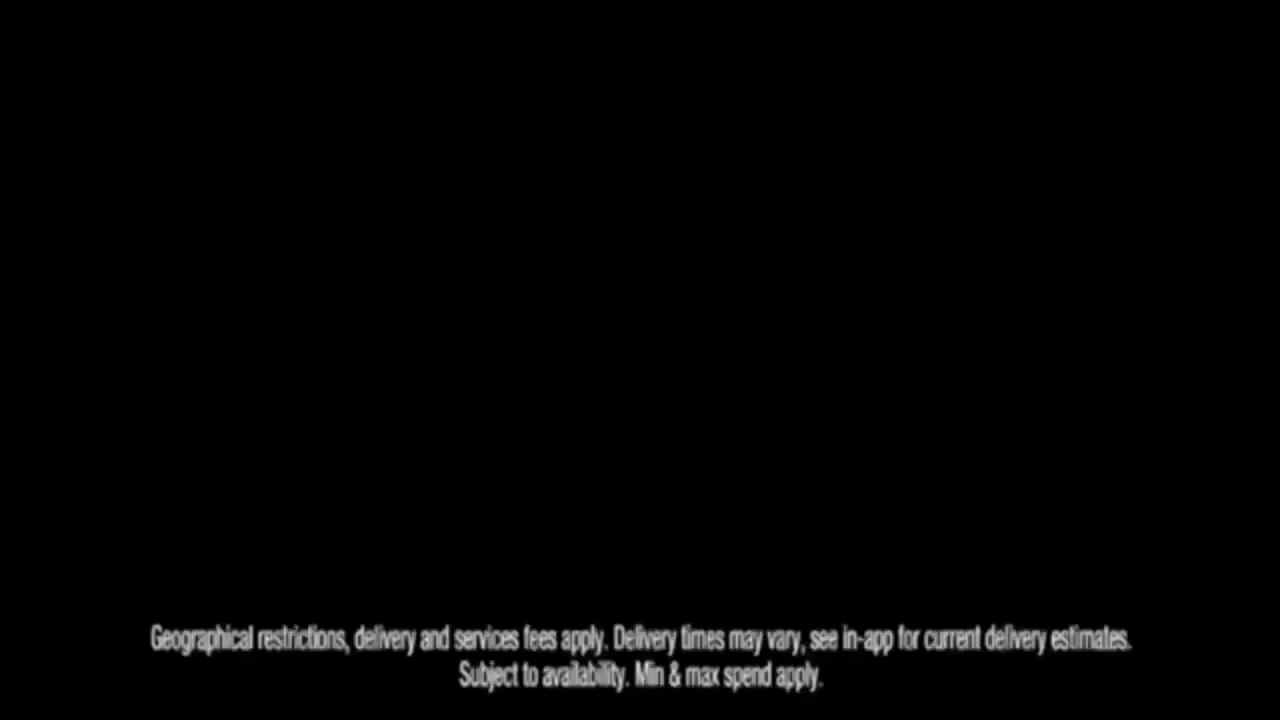 Geographical restrictions, delivery and services fees apply. Delivery times may vary, see in-app for current delivery estimates.
Subject to availability. Min & max spend apply.